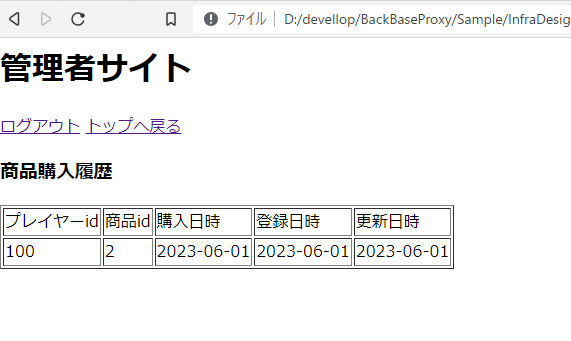 ファイル | D:/devellop/BackBaseProxy/Sample/InfraDesig
管理者サイト
ログアウト トップへ戻る
商品購入履歴
プレイヤーid 商品id 購入日時 登録日時 更新日時
100 2 2023-06-01 2023-06-01 2023-06-01